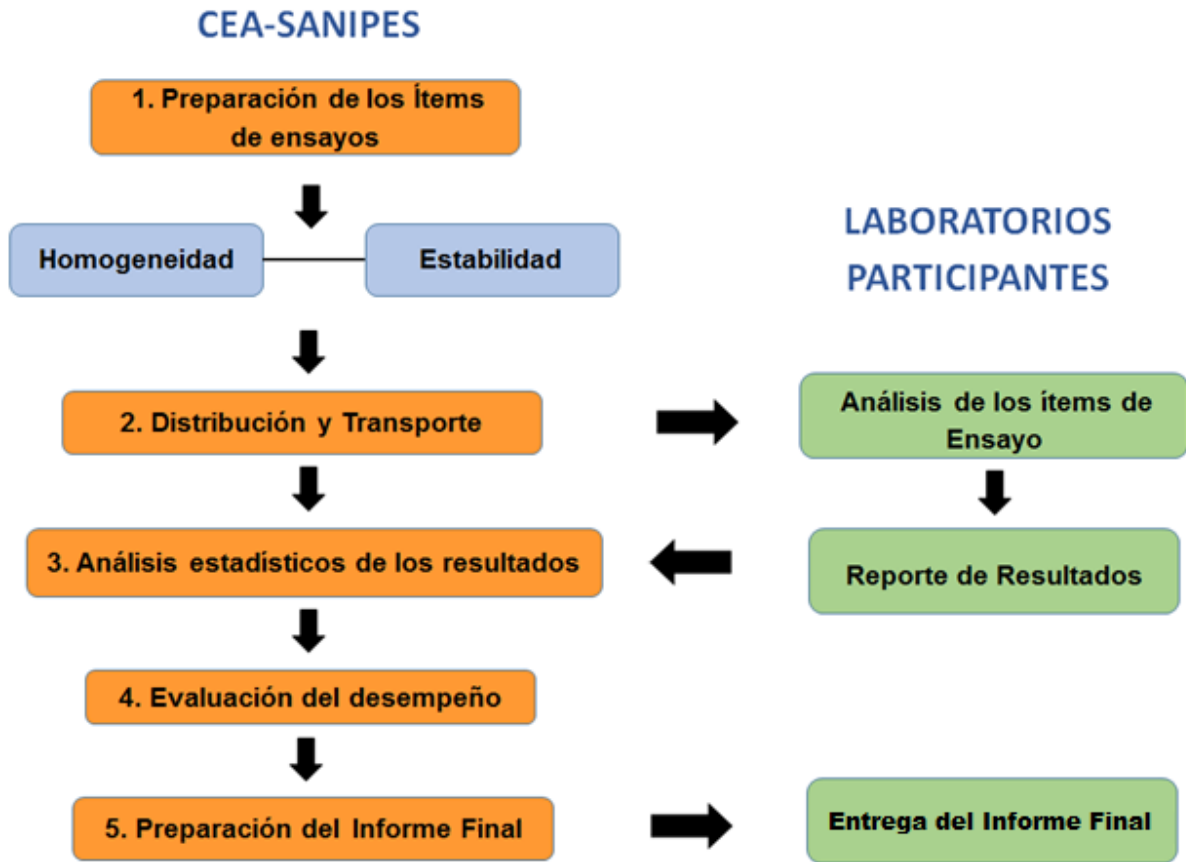 CEA-SANIPES
1. Preparación de los Ítems
de ensayos
Homogeneidad
Estabilidad
LABORATORIOS
PARTICIPANTES
2. Distribución y Transporte
Análisis de los ítems de
Ensayo
3. Análisis estadísticos de los resultados
Reporte de Resultados
4. Evaluación del desempeño
5. Preparación del Informe Final
Entrega del Informe Final